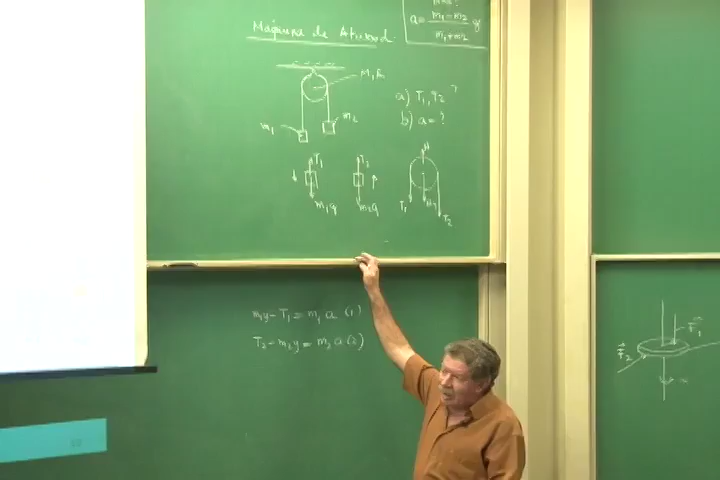 Máquina de Atwood
a = m₁ - m₂ / m₁ + m₂ g
M, R
a) T₁, T₂ ?
b) a = ?
m₁
m₂
T₁
T₂
N
m₁g
m₂g
T₁
Mg
T₂
m₁g - T₁ = m₁ a (1)
T₂ - m₂g = m₂ a (2)
F₁
F₂